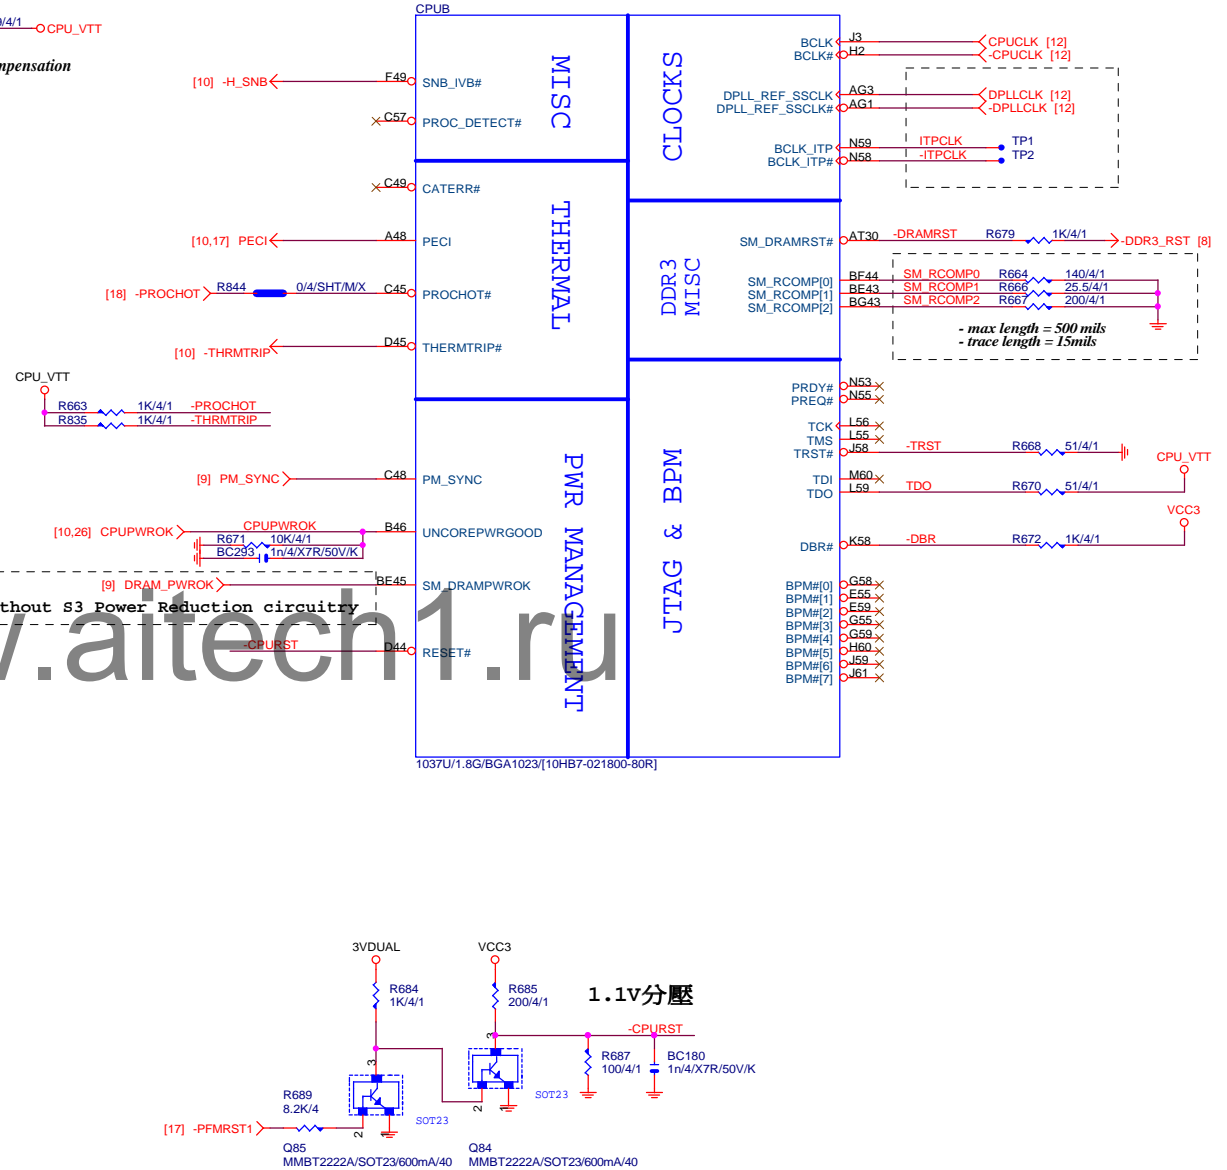 CPUB
9/4/1 CPU_VTT
mpensation
[10] -H_SNB F49 SNB_IVB#
C57 PROC_DETECT#
MISC
C49 CATERR#
[10,17] PECI A48 PECI
[18] -PROCHOT R844 0/4/SHT/M/X C45 PROCHOT#
[10] -THRMTRIP D45 THERMTRIP#
THERMAL
CPU_VTT
R663 1K/4/1 -PROCHOT
R835 1K/4/1 -THRMTRIP
[9] PM_SYNC C48 PM_SYNC
[10,26] CPUPWROK CPUPWROK B46 UNCOREPWRGOOD
R671 10K/4/1
BC293 1n/4/X7R/50V/K
[9] DRAM_PWROK BE45 SM_DRAMPWROK
thout S3 Power Reduction circuitry
-CPURST D44 RESET#
PWR MANAGEMENT
w.aitech1.ru
CLOCKS
BCLK J3 CPUCLK [12]
BCLK# H2 -CPUCLK [12]
DPLL_REF_SSCLK AG3 DPLLCLK [12]
DPLL_REF_SSCLK# AG1 -DPLLCLK [12]
BCLK_ITP N59 ITPCLK TP1
BCLK_ITP# N58 -ITPCLK TP2
DDR3
MISC
SM_DRAMRST# AT30 -DRAMRST R679 1K/4/1 -DDR3_RST [8]
SM_RCOMP[0] BF44 SM_RCOMP0 R664 140/4/1
SM_RCOMP[1] BE43 SM_RCOMP1 R666 25.5/4/1
SM_RCOMP[2] BG43 SM_RCOMP2 R667 200/4/1
- max length = 500 mils
- trace length = 15mils
JTAG & BPM
PRDY# N53
PREQ# N55
TCK L56
TMS L55
TRST# J58 -TRST R668 51/4/1
TDI M60
TDO L59 TDO R670 51/4/1 CPU_VTT
VCC3
DBR# K58 -DBR R672 1K/4/1
BPM#[0] G58
BPM#[1] E55
BPM#[2] E59
BPM#[3] G55
BPM#[4] G59
BPM#[5] H60
BPM#[6] J59
BPM#[7] J61
1037U/1.8G/BGA1023/[10HB7-021800-80R]
3VDUAL VCC3
R684
1K/4/1
R685
200/4/1
1.1V分壓
-CPURST
R687
100/4/1
BC180
1n/4/X7R/50V/K
3
3
2
1
SOT23
R689
8.2K/4
SOT23
[17] -PFMRST1
2
1
Q85
MMBT2222A/SOT23/600mA/40
Q84
MMBT2222A/SOT23/600mA/40